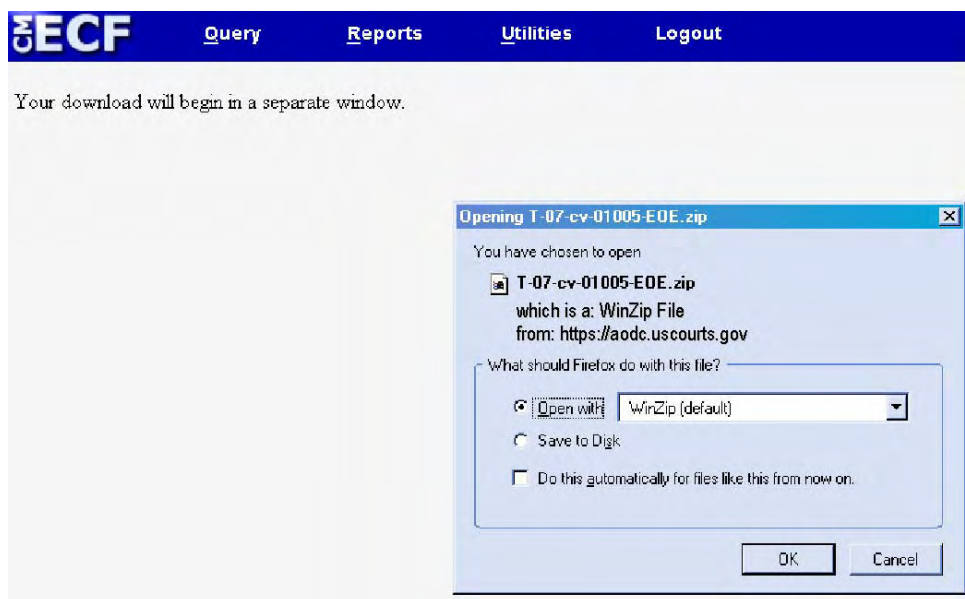 CM ECF Query Reports Utilities Logout
Your download will begin in a separate window.
Opening T-07-cv-01005-EOE.zip
You have chosen to open
T-07-cv-01005-EOE.zip
which is a: WinZip File
from: https://aodc.uscourts.gov
What should Firefox do with this file?
Open with WinZip (default)
Save to Disk
Do this automatically for files like this from now on.
OK Cancel